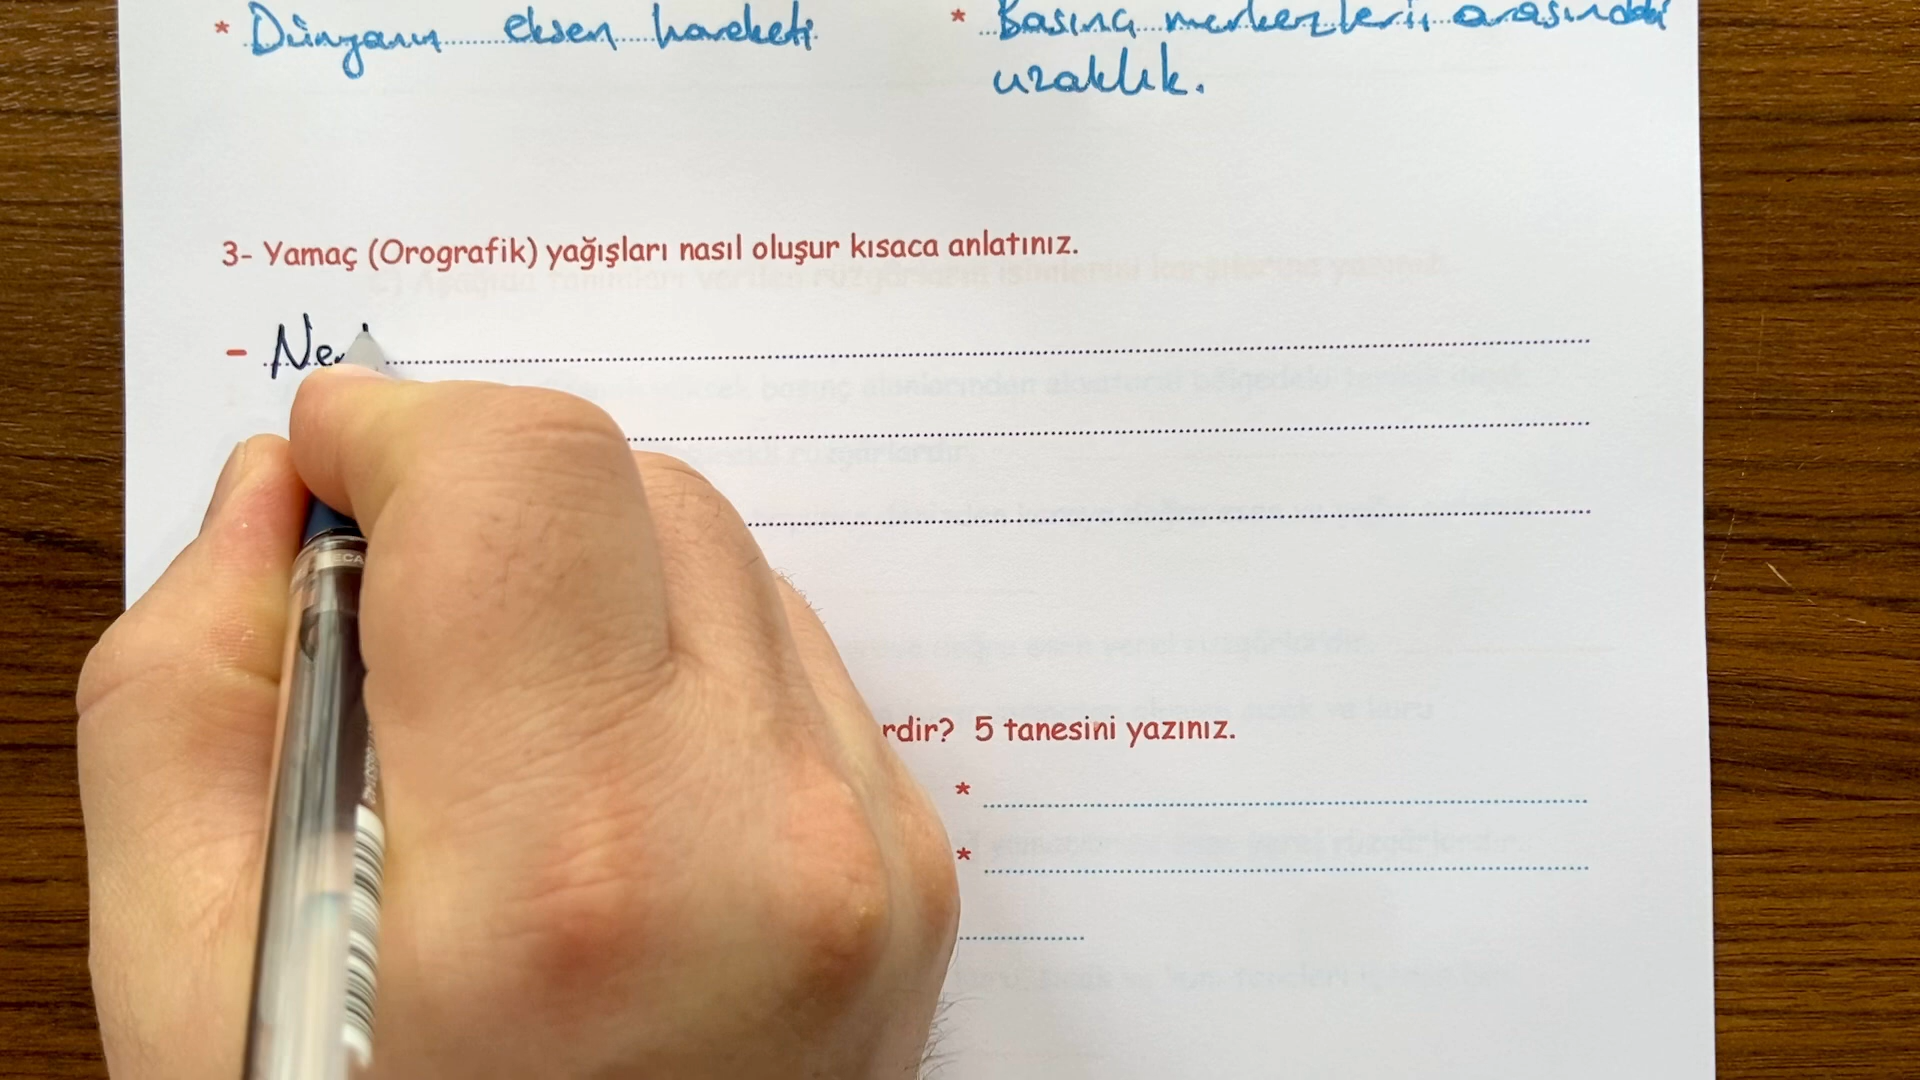 * Dünyanın eksen hareketi
* Basınç merkezleri arasındaki
uzaklık.
3- Yamaç (Orografik) yağışları nasıl oluşur kısaca anlatınız.
- Ne
rdir? 5 tanesini yazınız.
*
*